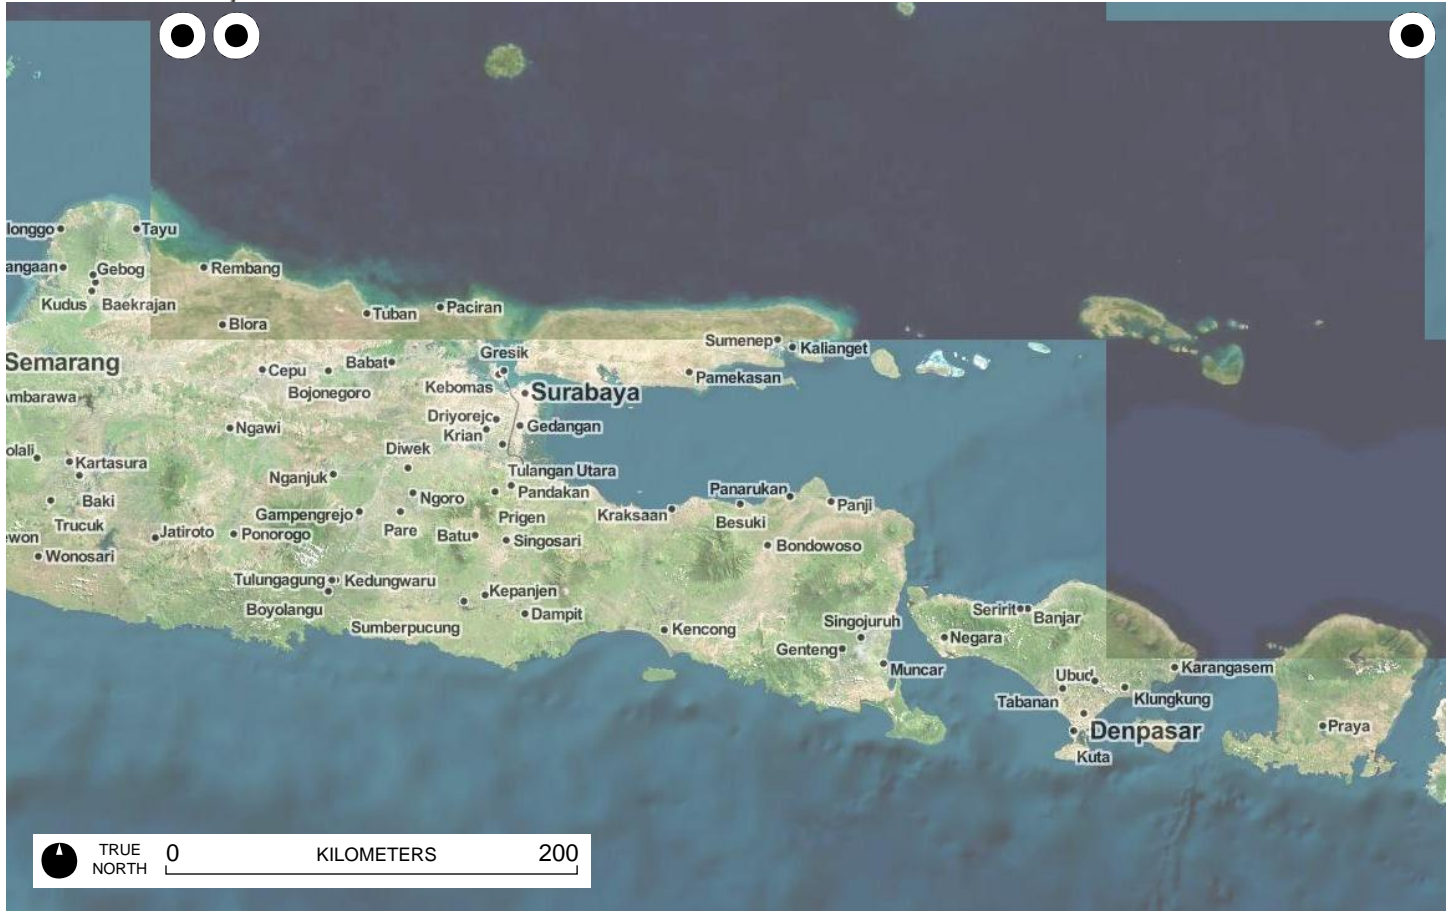 longgo
Tayu
angaan
Gebog
Rembang
Kudus
Baekrajan
Tuban
Paciran
Blora
Sumenep
Kalianget
Gresik
Semarang
Cepu
Babat
Bojonegoro
Kebomas
Surabaya
Pamekasan
Ambarawa
Driyorejo
Gedangan
Ngawi
Krian
olali
Kartasura
Diwek
Nganjuk
Tulangan Utara
Baki
Ngoro
Pandakan
Panarukan
Panji
Gampengrejo
Prigen
Kraksaan
Besuki
Trucuk
Jatiroto
Ponorogo
Pare
Batu
Singosari
Bondowoso
ewon
Wonosari
Tulungagung
Kedungwaru
Kepanjen
Boyolangu
Dampit
Seririt
Banjar
Sumberpucung
Kencong
Singojuruh
Negara
Genteng
Muncar
Ubud
Karangasem
Tabanan
Klungkung
Denpasar
Praya
Kuta
TRUE
NORTH
0 KILOMETERS 200